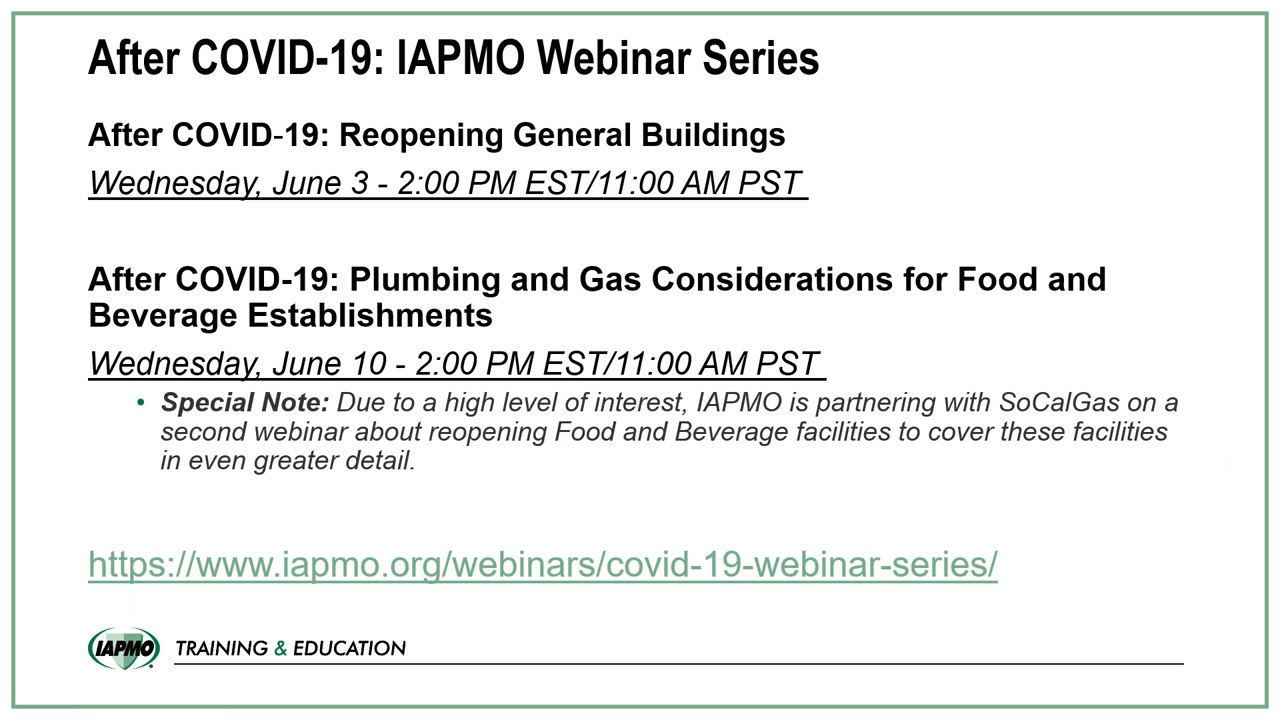 After COVID-19: IAPMO Webinar Series
After COVID-19: Reopening General Buildings
Wednesday, June 3 - 2:00 PM EST/11:00 AM PST
After COVID-19: Plumbing and Gas Considerations for Food and
Beverage Establishments
Wednesday, June 10 - 2:00 PM EST/11:00 AM PST
• Special Note: Due to a high level of interest, IAPMO is partnering with SoCalGas on a
second webinar about reopening Food and Beverage facilities to cover these facilities
in even greater detail.
https://www.iapmo.org/webinars/covid-19-webinar-series/
IAPMO TRAINING & EDUCATION